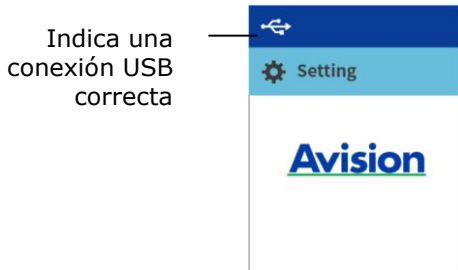 Indica una
conexión USB
correcta
Setting
Avision